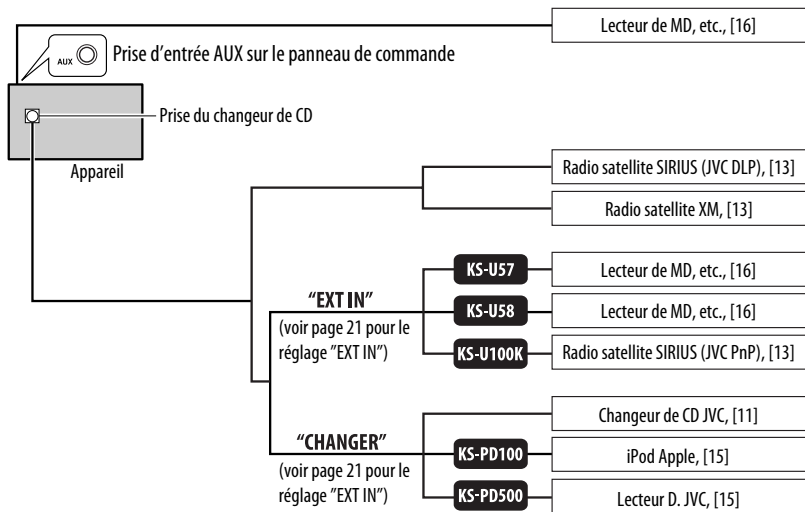 Lecteur de MD, etc., [16]
AUX
Prise d’entrée AUX sur le panneau de commande
Prise du changeur de CD
Appareil
Radio satellite SIRIUS (JVC DLP), [13]
Radio satellite XM, [13]
“EXT IN”
(voir page 21 pour le
réglage “EXT IN”)
KS-U57
Lecteur de MD, etc., [16]
KS-U58
Lecteur de MD, etc., [16]
KS-U100K
Radio satellite SIRIUS (JVC PnP), [13]
“CHANGER”
(voir page 21 pour le
réglage “EXT IN”)
Changeur de CD JVC, [11]
KS-PD100
iPod Apple, [15]
KS-PD500
Lecteur D. JVC, [15]